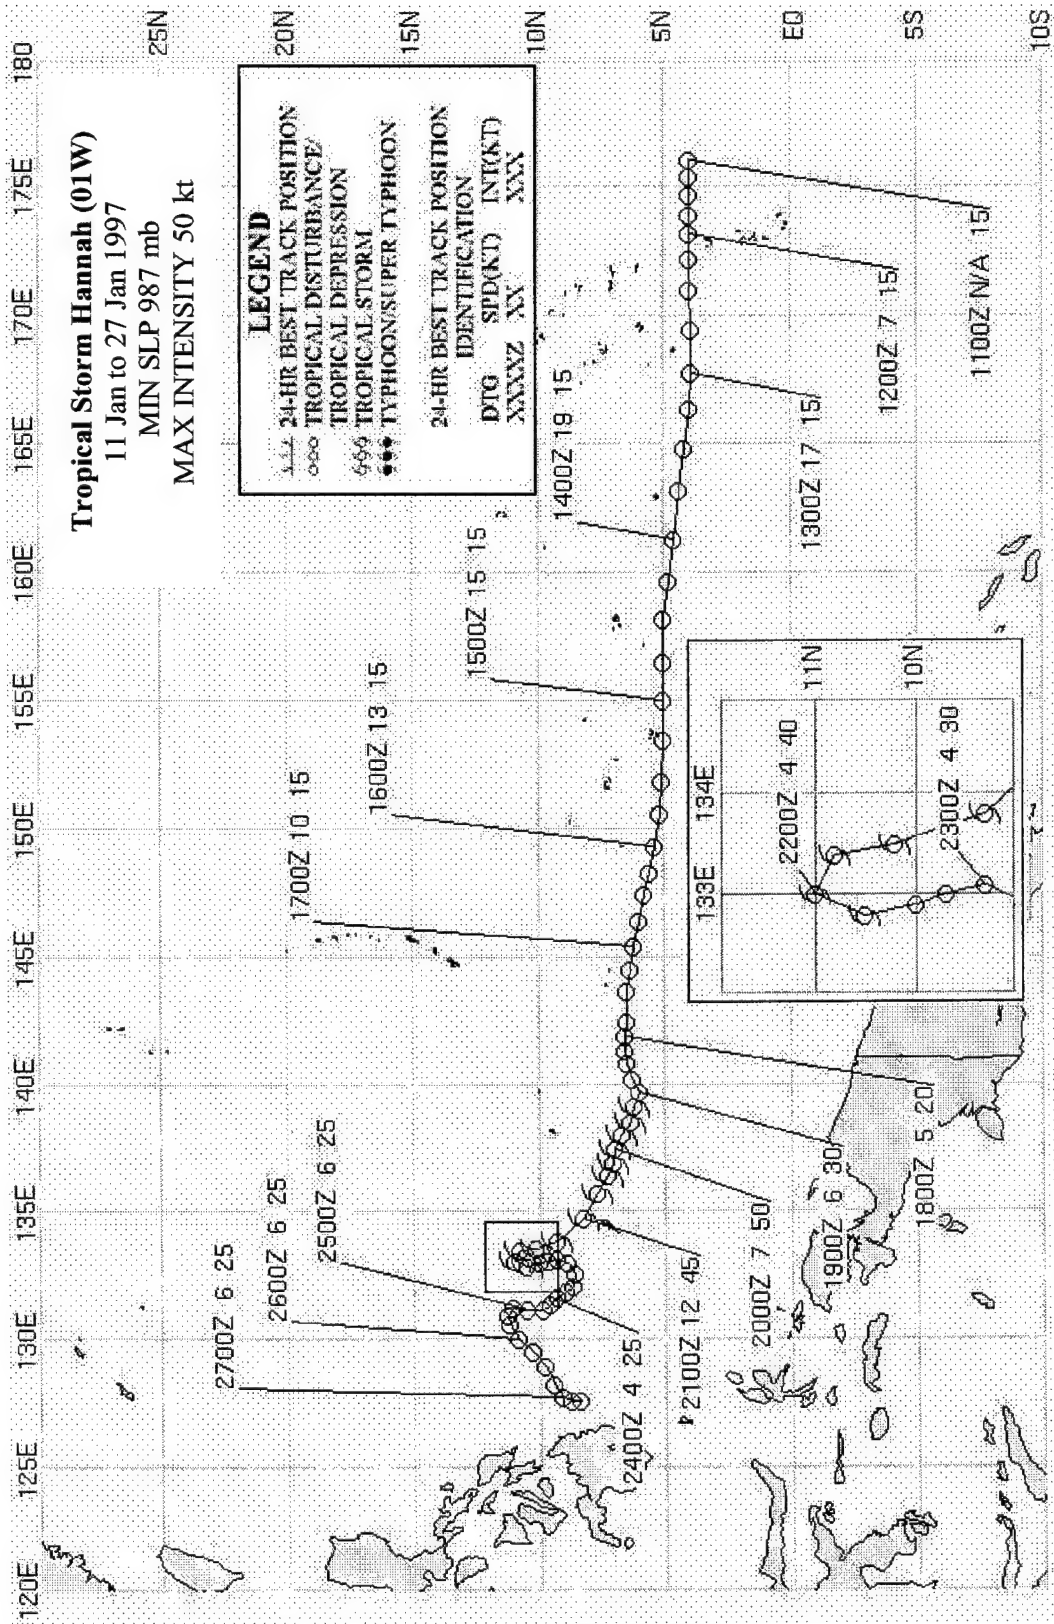 Tropical Storm Hannah (01W)
11 Jan to 27 Jan 1997
MIN SLP 987 mb
MAX INTENSITY 50 kt
LEGEND
24-HR BEST TRACK POSITION
TROPICAL DISTURBANCE/
TROPICAL DEPRESSION
TROPICAL STORM
TYPHOON/SUPER TYPHOON
24-HR BEST TRACK POSITION
IDENTIFICATION
DTG SPD(KT) INT(KT)
XXXXZ XX XXX
120E 125E 130E 135E 140E 145E 150E 155E 160E 165E 170E 175E 180
25N
20N
15N
10N
5N
EQ
5S
10S
2700Z 6 25
2600Z 6 25
2500Z 6 25
1700Z 10 15
1600Z 13 15
1500Z 15 15
1400Z 19 15
2400Z 4 25
2100Z 12 45
2000Z 7 50
1900Z 6 30
1800Z 5 20
1300Z 17 15
1200Z 7 15
1100Z N/A 15
133E 134E
11N
10N
2200Z 4 40
2300Z 4 30